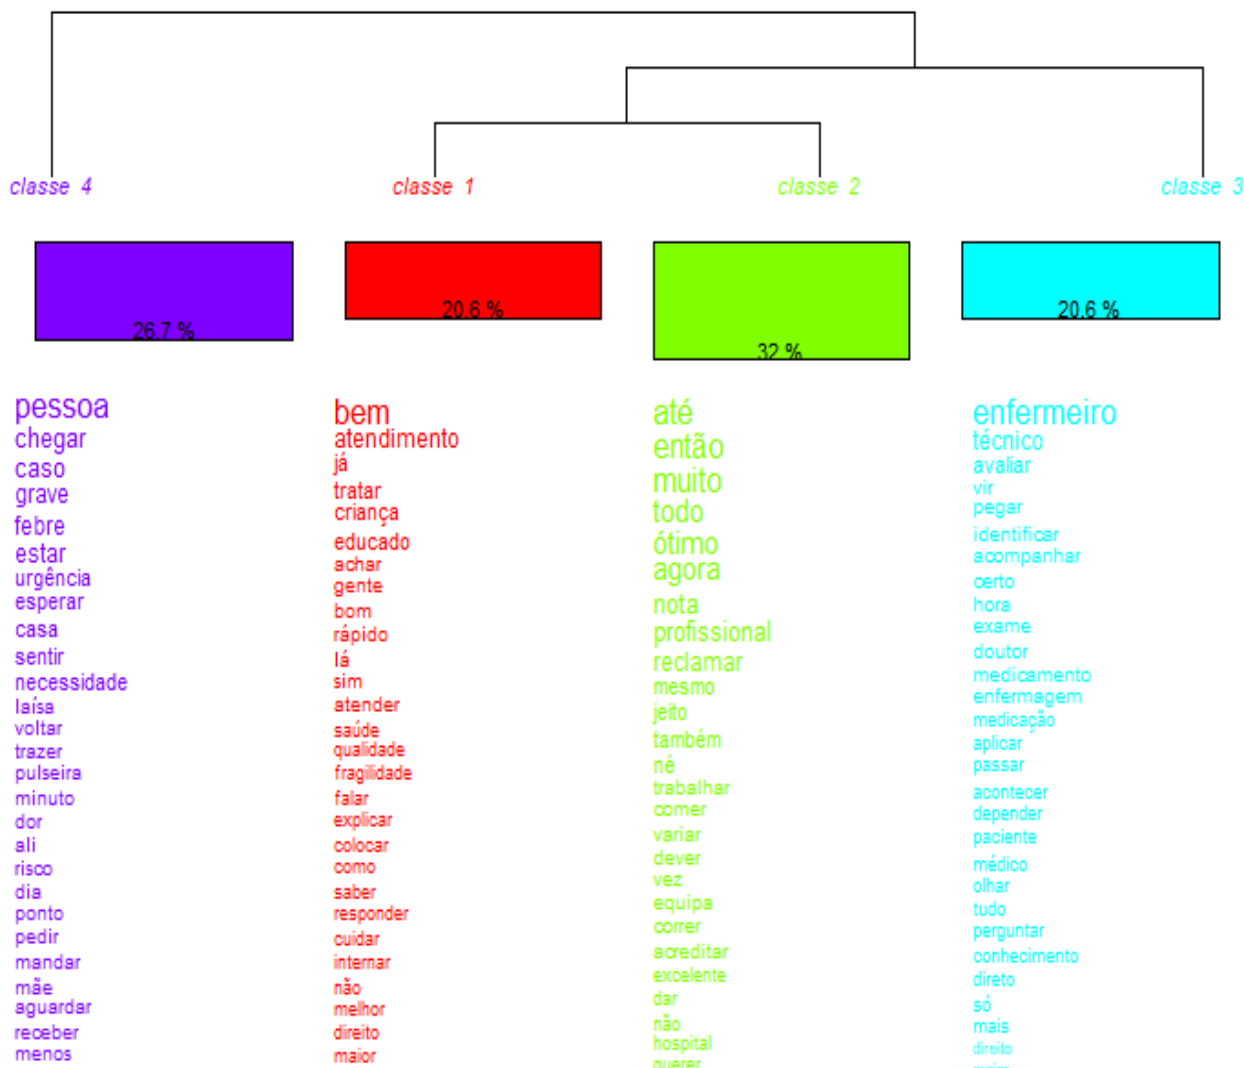 classe 4
classe 1
classe 2
classe 3
26.7 %
20.6 %
32 %
20.6 %
pessoa
chegar
caso
grave
febre
estar
urgência
esperar
casa
sentir
necessidade
laísa
voltar
trazer
pulseira
minuto
dor
ali
risco
dia
ponto
pedir
mandar
mãe
aguardar
receber
menos
bem
atendimento
já
tratar
criança
educado
achar
gente
bom
rápido
lá
sim
atender
saúde
qualidade
fragilidade
falar
explicar
colocar
como
saber
responder
cuidar
internar
não
melhor
direito
maior
até
então
muito
todo
ótimo
agora
nota
profissional
reclamar
mesmo
jeito
também
né
trabalhar
comer
variar
dever
vez
equipa
correr
acreditar
excelente
dar
não
hospital
querer
enfermeiro
técnico
avaliar
vir
pegar
identificar
acompanhar
certo
hora
exame
doutor
medicamento
enfermagem
medicação
aplicar
passar
acontecer
depender
paciente
médico
olhar
tudo
perguntar
conhecimento
direto
só
mais
direito